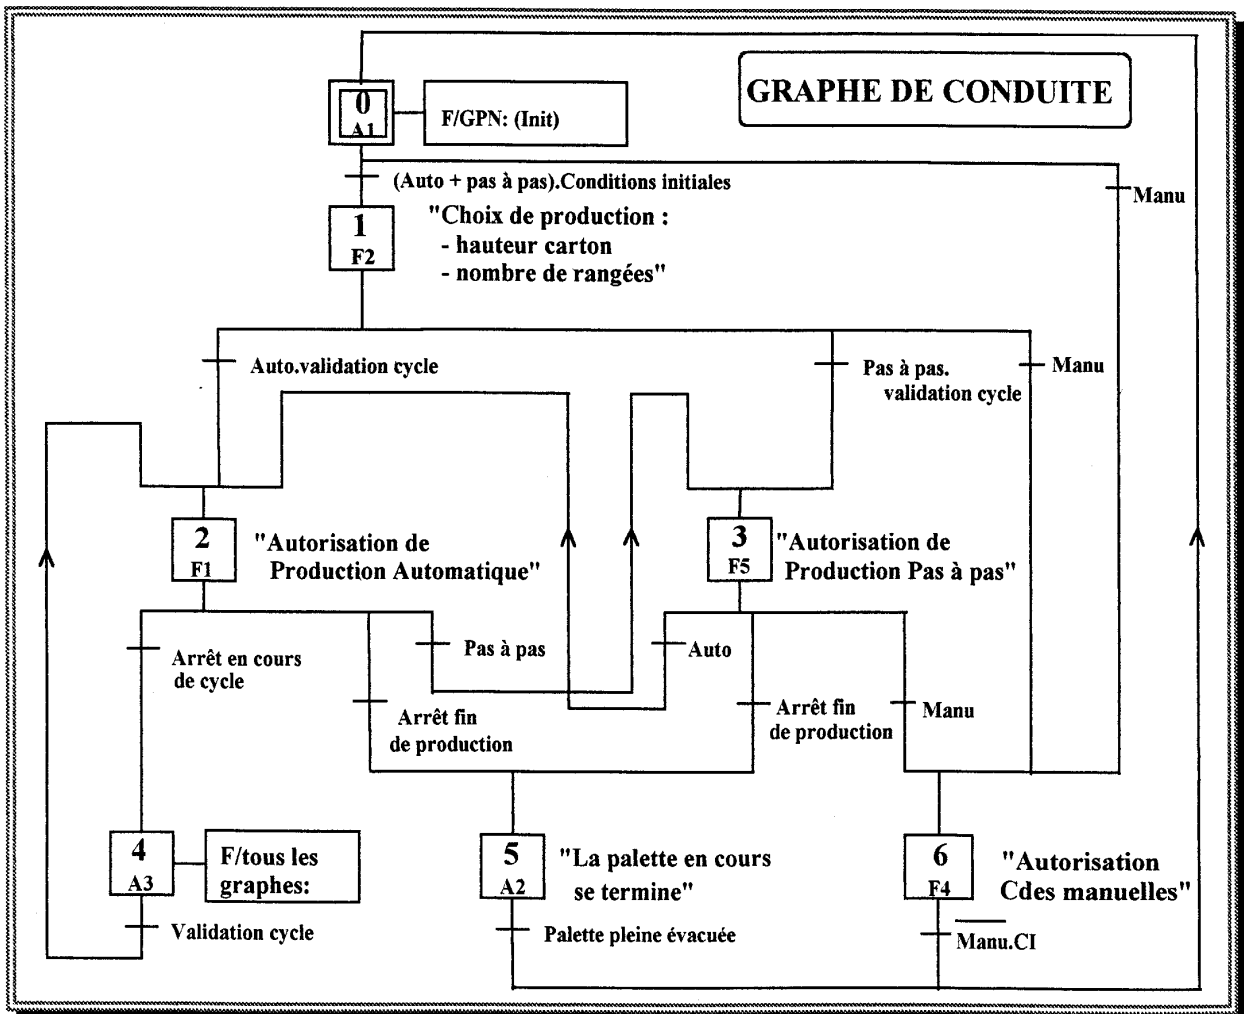 GRAPHE DE CONDUITE
0
A1
F/GPN: (Init)
(Auto + pas à pas).Conditions initiales
Manu
1
F2
"Choix de production :
- hauteur carton
- nombre de rangées"
Auto.validation cycle
Pas à pas.
validation cycle
Manu
2
F1
"Autorisation de
Production Automatique"
3
F5
"Autorisation de
Production Pas à pas"
Arrêt en cours
de cycle
Pas à pas
Auto
Arrêt fin
de production
Arrêt fin
de production
Manu
4
A3
F/tous les
graphes:
5
A2
"La palette en cours
se termine"
6
F4
"Autorisation
Cdes manuelles"
Validation cycle
Palette pleine évacuée
M̅a̅n̅u̅.CI